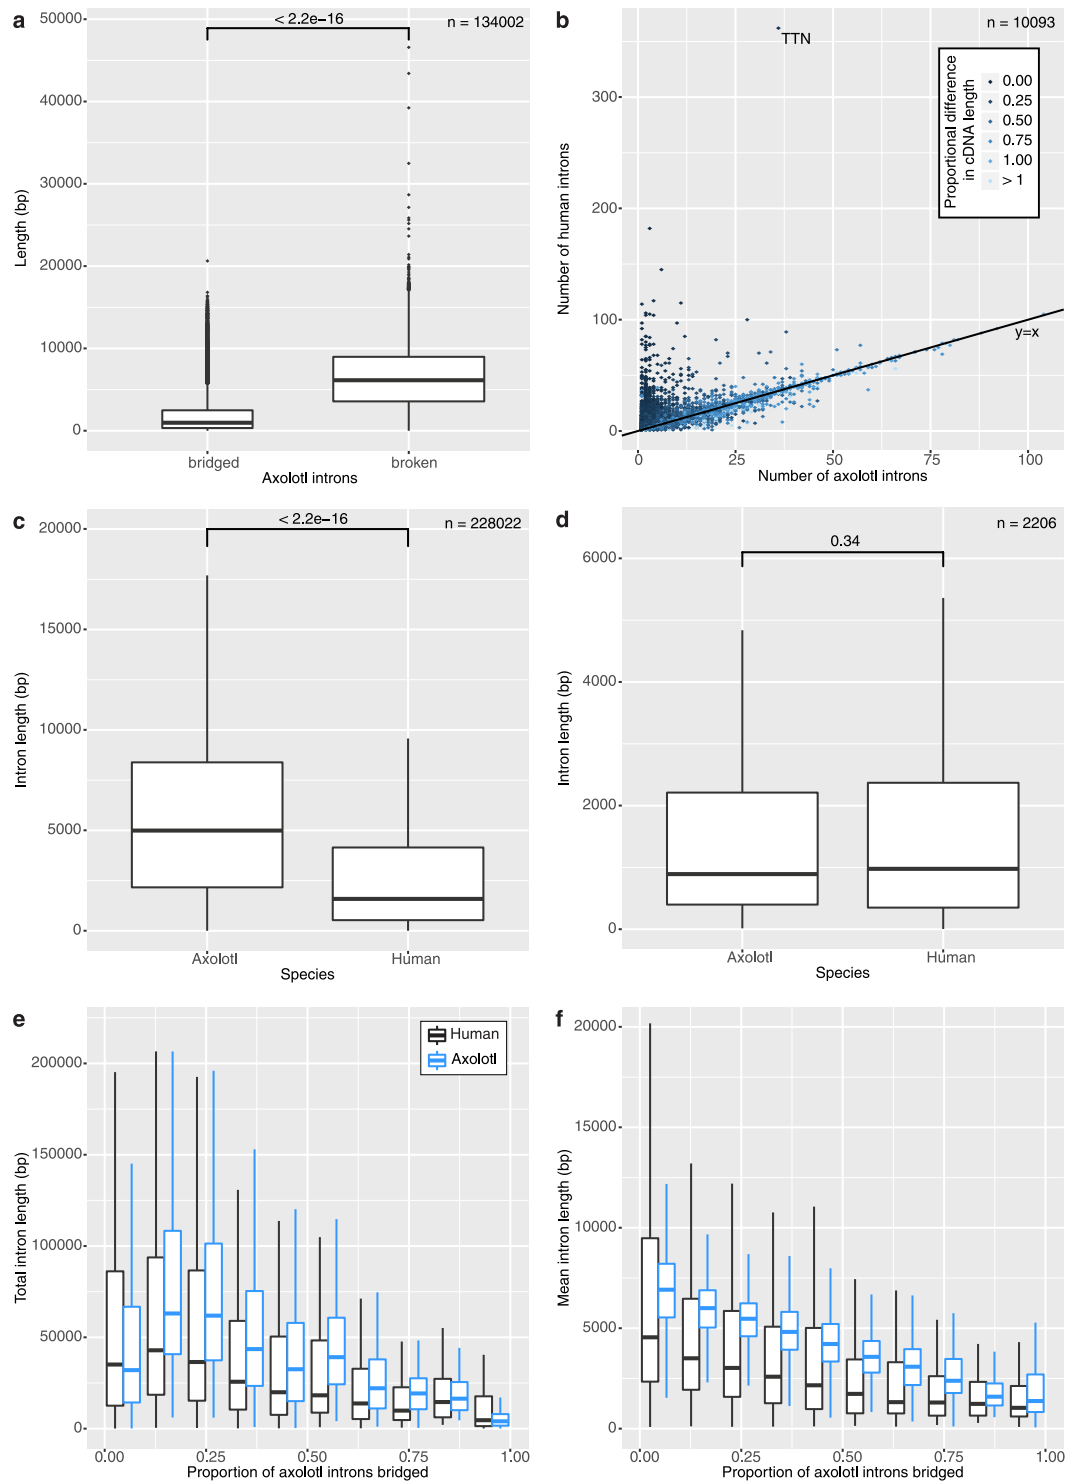 a
< 2.2e−16
n = 134002
50000
40000
30000
20000
10000
0
Length (bp)
bridged
broken
Axolotl introns
b
n = 10093
TTN
Proportional difference
in cDNA length
0.00
0.25
0.50
0.75
1.00
> 1
300
200
100
0
Number of human introns
y=x
0
25
50
75
100
Number of axolotl introns
c
< 2.2e−16
n = 228022
20000
15000
10000
5000
0
Intron length (bp)
Axolotl
Human
Species
d
0.34
n = 2206
6000
4000
2000
0
Intron length (bp)
Axolotl
Human
Species
e
Human
Axolotl
200000
150000
100000
50000
0
Total intron length (bp)
0.00
0.25
0.50
0.75
1.00
Proportion of axolotl introns bridged
f
20000
15000
10000
5000
0
Mean intron length (bp)
0.00
0.25
0.50
0.75
1.00
Proportion of axolotl introns bridged